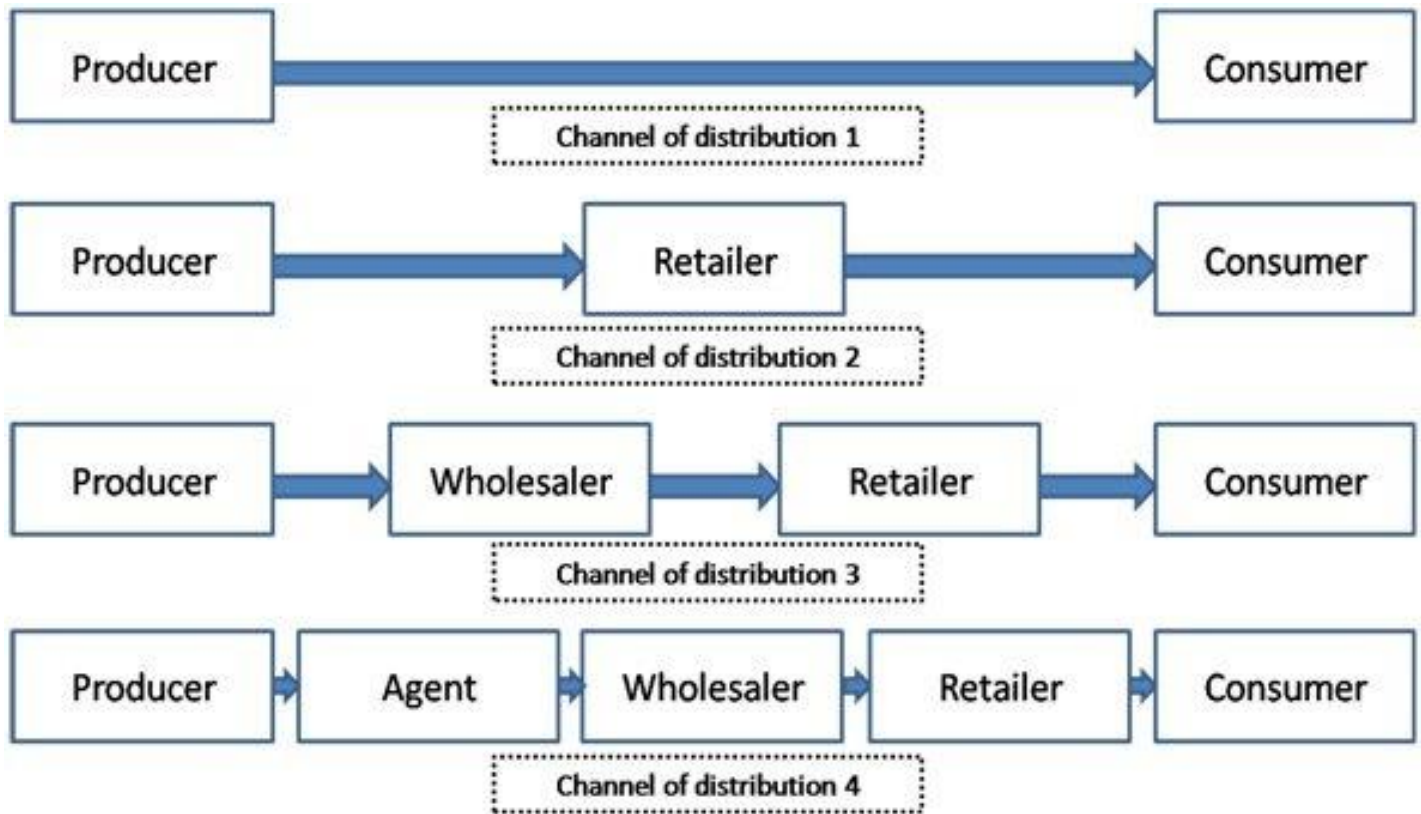 Producer
Consumer
Channel of distribution 1
Producer
Retailer
Consumer
Channel of distribution 2
Producer
Wholesaler
Retailer
Consumer
Channel of distribution 3
Producer
Agent
Wholesaler
Retailer
Consumer
Channel of distribution 4